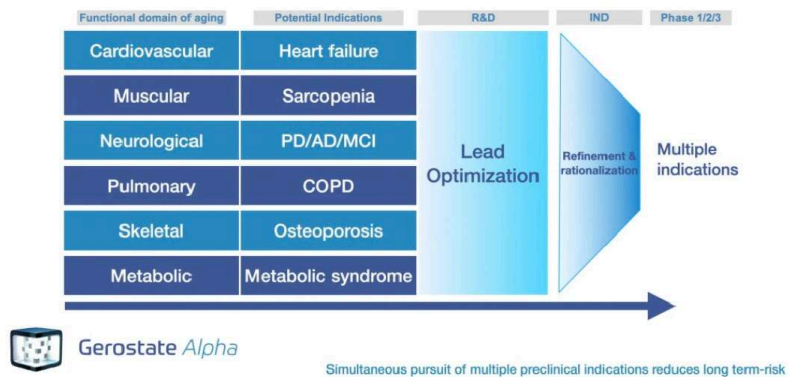 Functional domain of aging Potential Indications R&D IND Phase 1/2/3
Cardiovascular Heart failure
Muscular Sarcopenia
Neurological PD/AD/MCI
Pulmonary COPD
Skeletal Osteoporosis
Metabolic Metabolic syndrome
Lead
Optimization
Refinement &
rationalization
Multiple
indications
Gerostate Alpha
Simultaneous pursuit of multiple preclinical indications reduces long term-risk